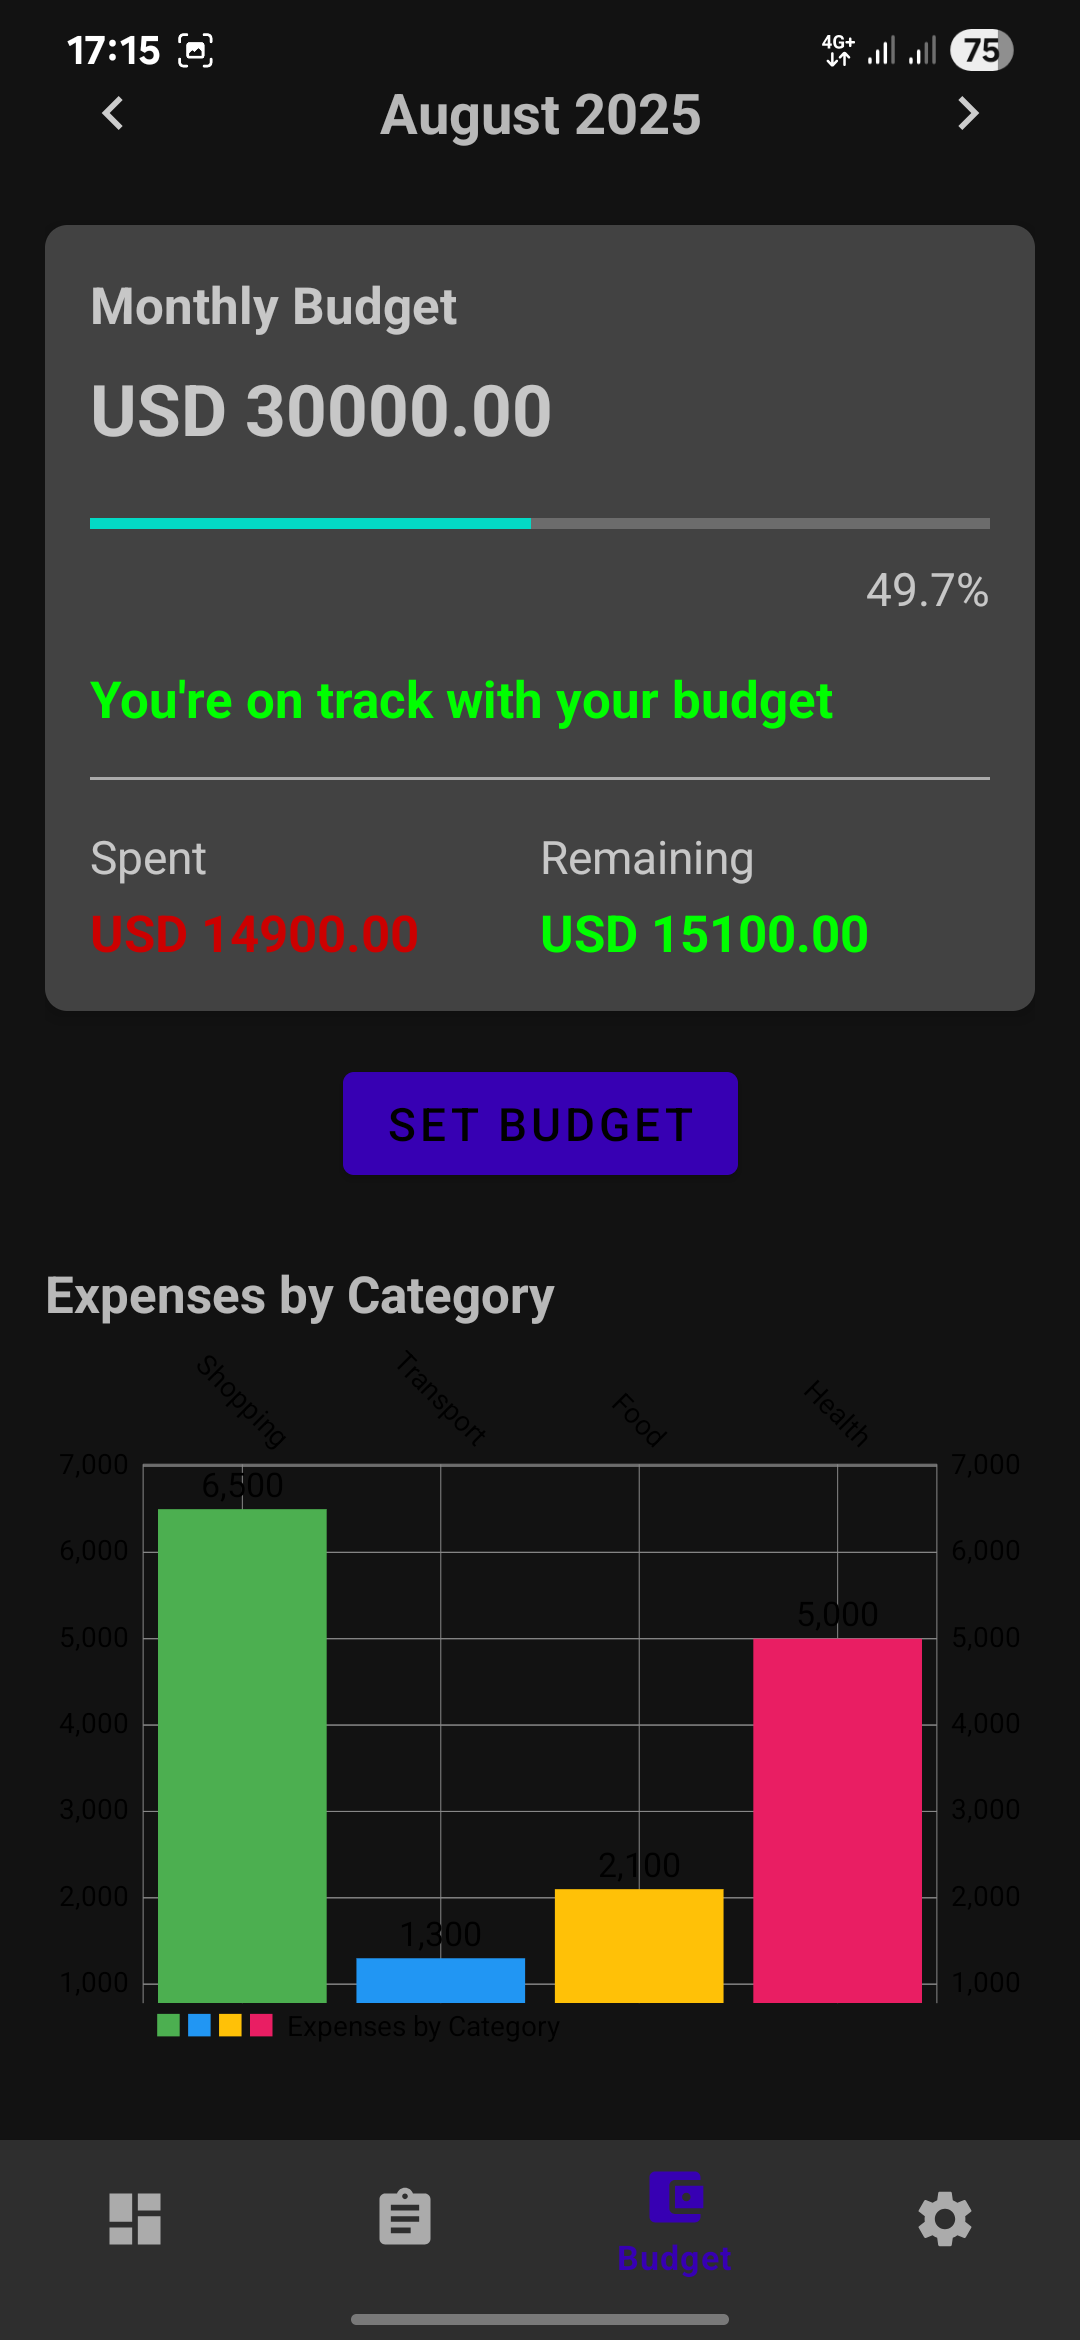 17:15 4G+ 75
August 2025
Monthly Budget
USD 30000.00
49.7%
You're on track with your budget
Spent Remaining
USD 14900.00 USD 15100.00
SET BUDGET
Expenses by Category
Shopping Transport Food Health
7,000 7,000
6,500
6,000 6,000
5,000
5,000 5,000
4,000 4,000
3,000 3,000
2,100
2,000 2,000
1,300
1,000 1,000
Expenses by Category
Budget